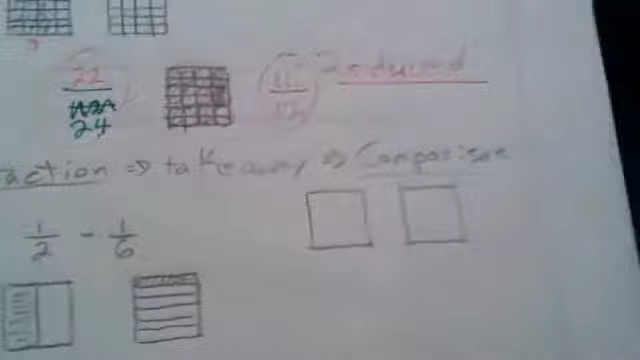 22 11 Reduced
24 12
action => take away => Comparison
1/2 - 1/6